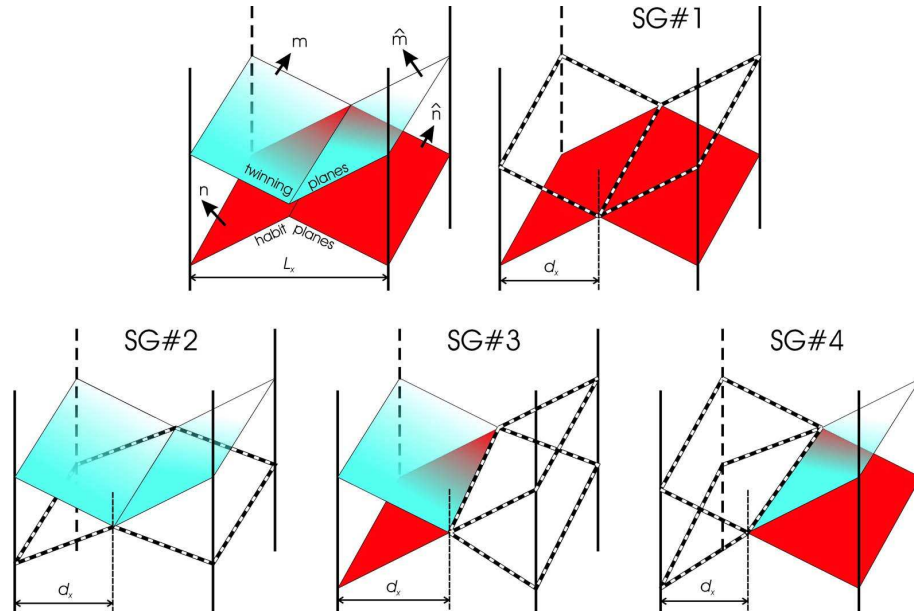 SG#1
m
m̂
n̂
n
twinning planes
habit planes
Lₓ
dₓ
SG#2
SG#3
SG#4
dₓ
dₓ
dₓ